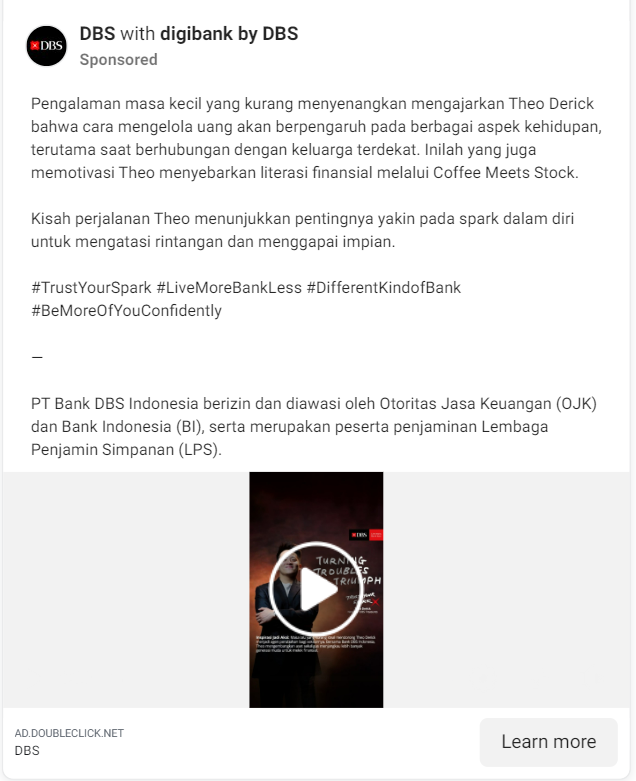 DBS with digibank by DBS
DBS
Sponsored
Pengalaman masa kecil yang kurang menyenangkan mengajarkan Theo Derick
bahwa cara mengelola uang akan berpengaruh pada berbagai aspek kehidupan,
terutama saat berhubungan dengan keluarga terdekat. Inilah yang juga
memotivasi Theo menyebarkan literasi finansial melalui Coffee Meets Stock.
Kisah perjalanan Theo menunjukkan pentingnya yakin pada spark dalam diri
untuk mengatasi rintangan dan menggapai impian.
#TrustYourSpark #LiveMoreBankLess #DifferentKindofBank
#BeMoreOfYouConfidently
—
PT Bank DBS Indonesia berizin dan diawasi oleh Otoritas Jasa Keuangan (OJK)
dan Bank Indonesia (BI), serta merupakan peserta penjaminan Lembaga
Penjamin Simpanan (LPS).
DBS
TURNING
TROUBLES
TRIUMPH
AD.DOUBLECLICK.NET
DBS
Learn more